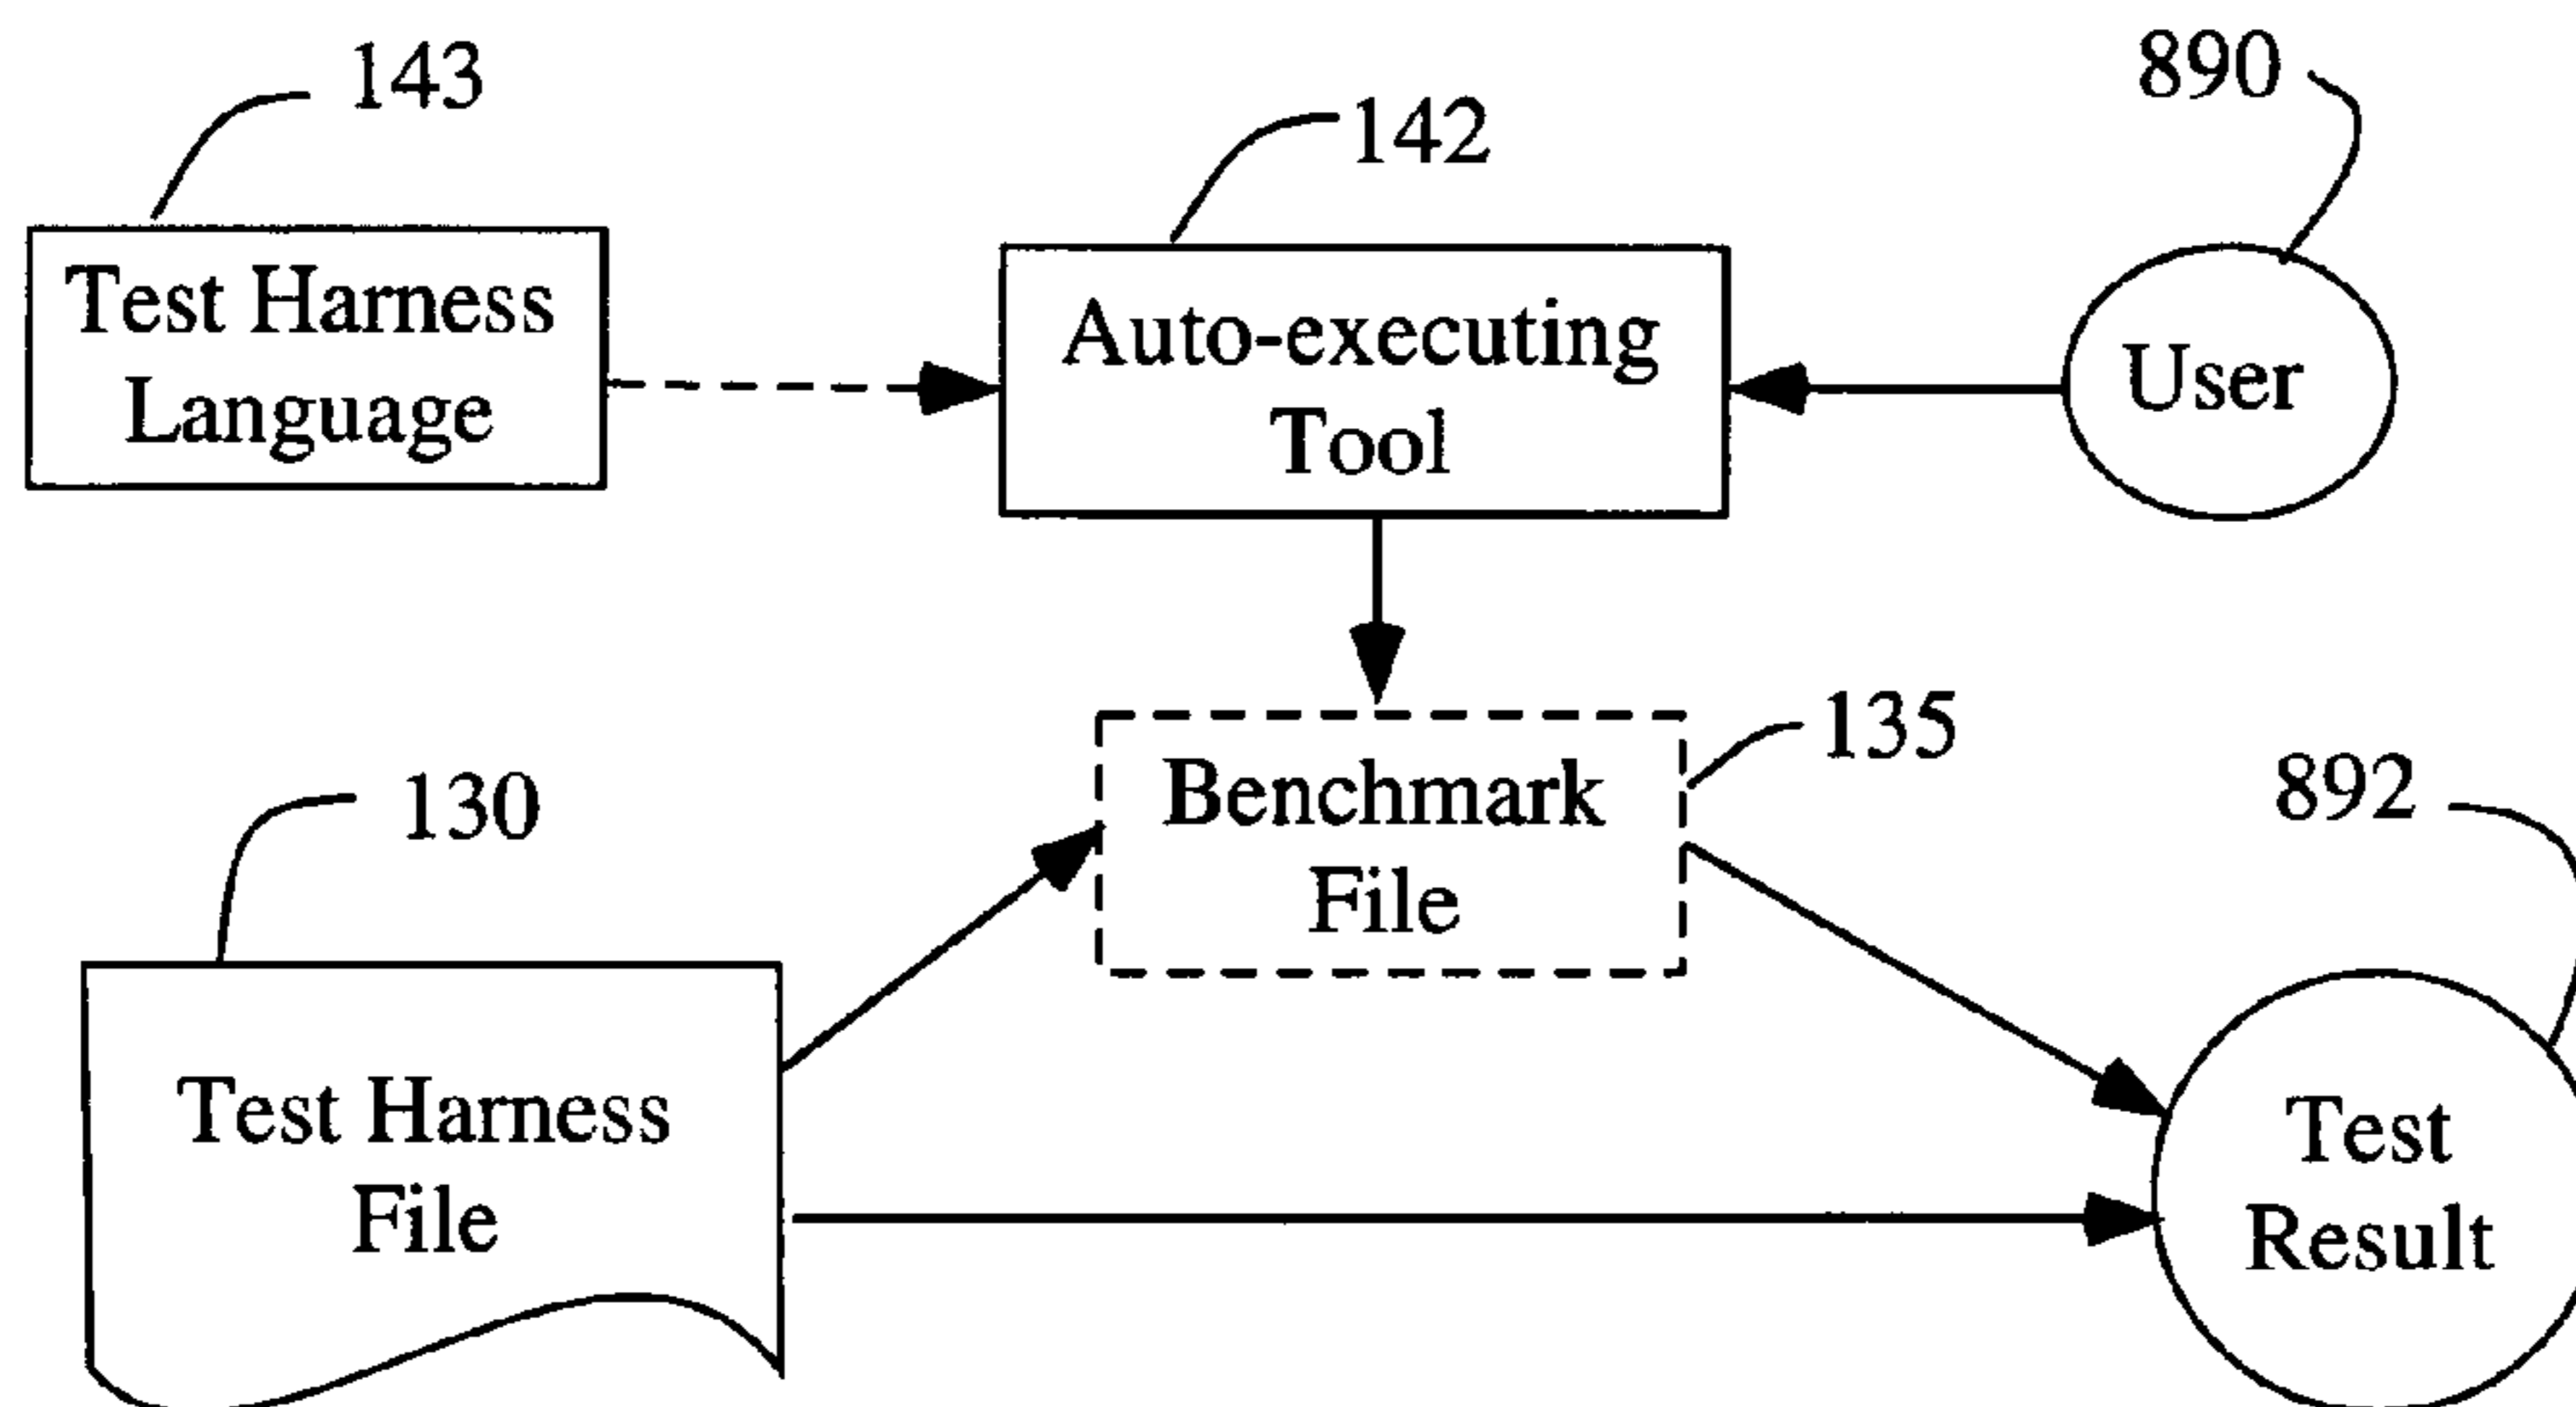 143
142
890
Test Harness
Language
Auto-executing
Tool
User
135
Benchmark
File
892
130
Test Harness
File
Test
Result